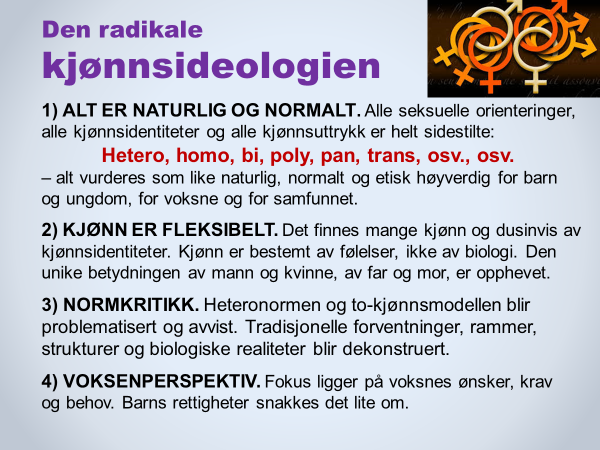 Den radikale
kjønnsideologien
1) ALT ER NATURLIG OG NORMALT. Alle seksuelle orienteringer,
alle kjønnsidentiteter og alle kjønnsuttrykk er helt sidestilte:
Hetero, homo, bi, poly, pan, trans, osv., osv.
– alt vurderes som like naturlig, normalt og etisk høyverdig for barn
og ungdom, for voksne og for samfunnet.
2) KJØNN ER FLEKSIBELT. Det finnes mange kjønn og dusinvis av
kjønnsidentiteter. Kjønn er bestemt av følelser, ikke av biologi. Den
unike betydningen av mann og kvinne, av far og mor, er opphevet.
3) NORMKRITIKK. Heteronormen og to-kjønnsmodellen blir
problematisert og avvist. Tradisjonelle forventninger, rammer,
strukturer og biologiske realiteter blir dekonstruert.
4) VOKSENPERSPEKTIV. Fokus ligger på voksnes ønsker, krav
og behov. Barns rettigheter snakkes det lite om.